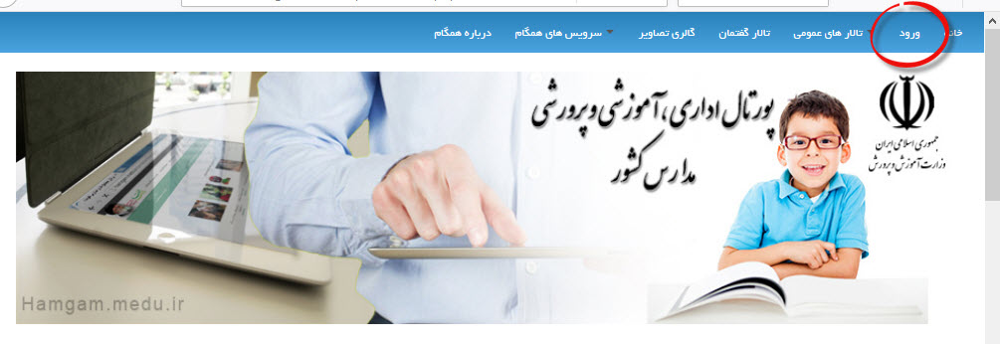 خانه ورود تالار های عمومی تالار گفتمان گالری تصاویر سرویس های همگام درباره همگام
پورتال اداری، آموزشی و پرورشی
مدارس کشور
جمهوری اسلامی ایران
وزارت آموزش و پرورش
Hamgam.medu.ir